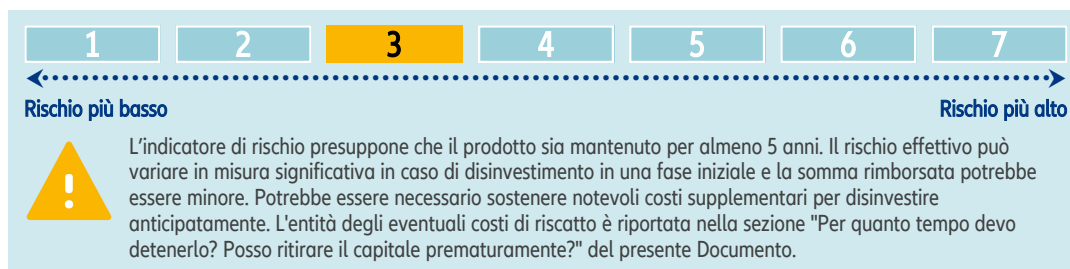 1 2 3 4 5 6 7
Rischio più basso Rischio più alto
L’indicatore di rischio presuppone che il prodotto sia mantenuto per almeno 5 anni. Il rischio effettivo può
variare in misura significativa in caso di disinvestimento in una fase iniziale e la somma rimborsata potrebbe
essere minore. Potrebbe essere necessario sostenere notevoli costi supplementari per disinvestire
anticipatamente. L'entità degli eventuali costi di riscatto è riportata nella sezione "Per quanto tempo devo
detenerlo? Posso ritirare il capitale prematuramente?" del presente Documento.